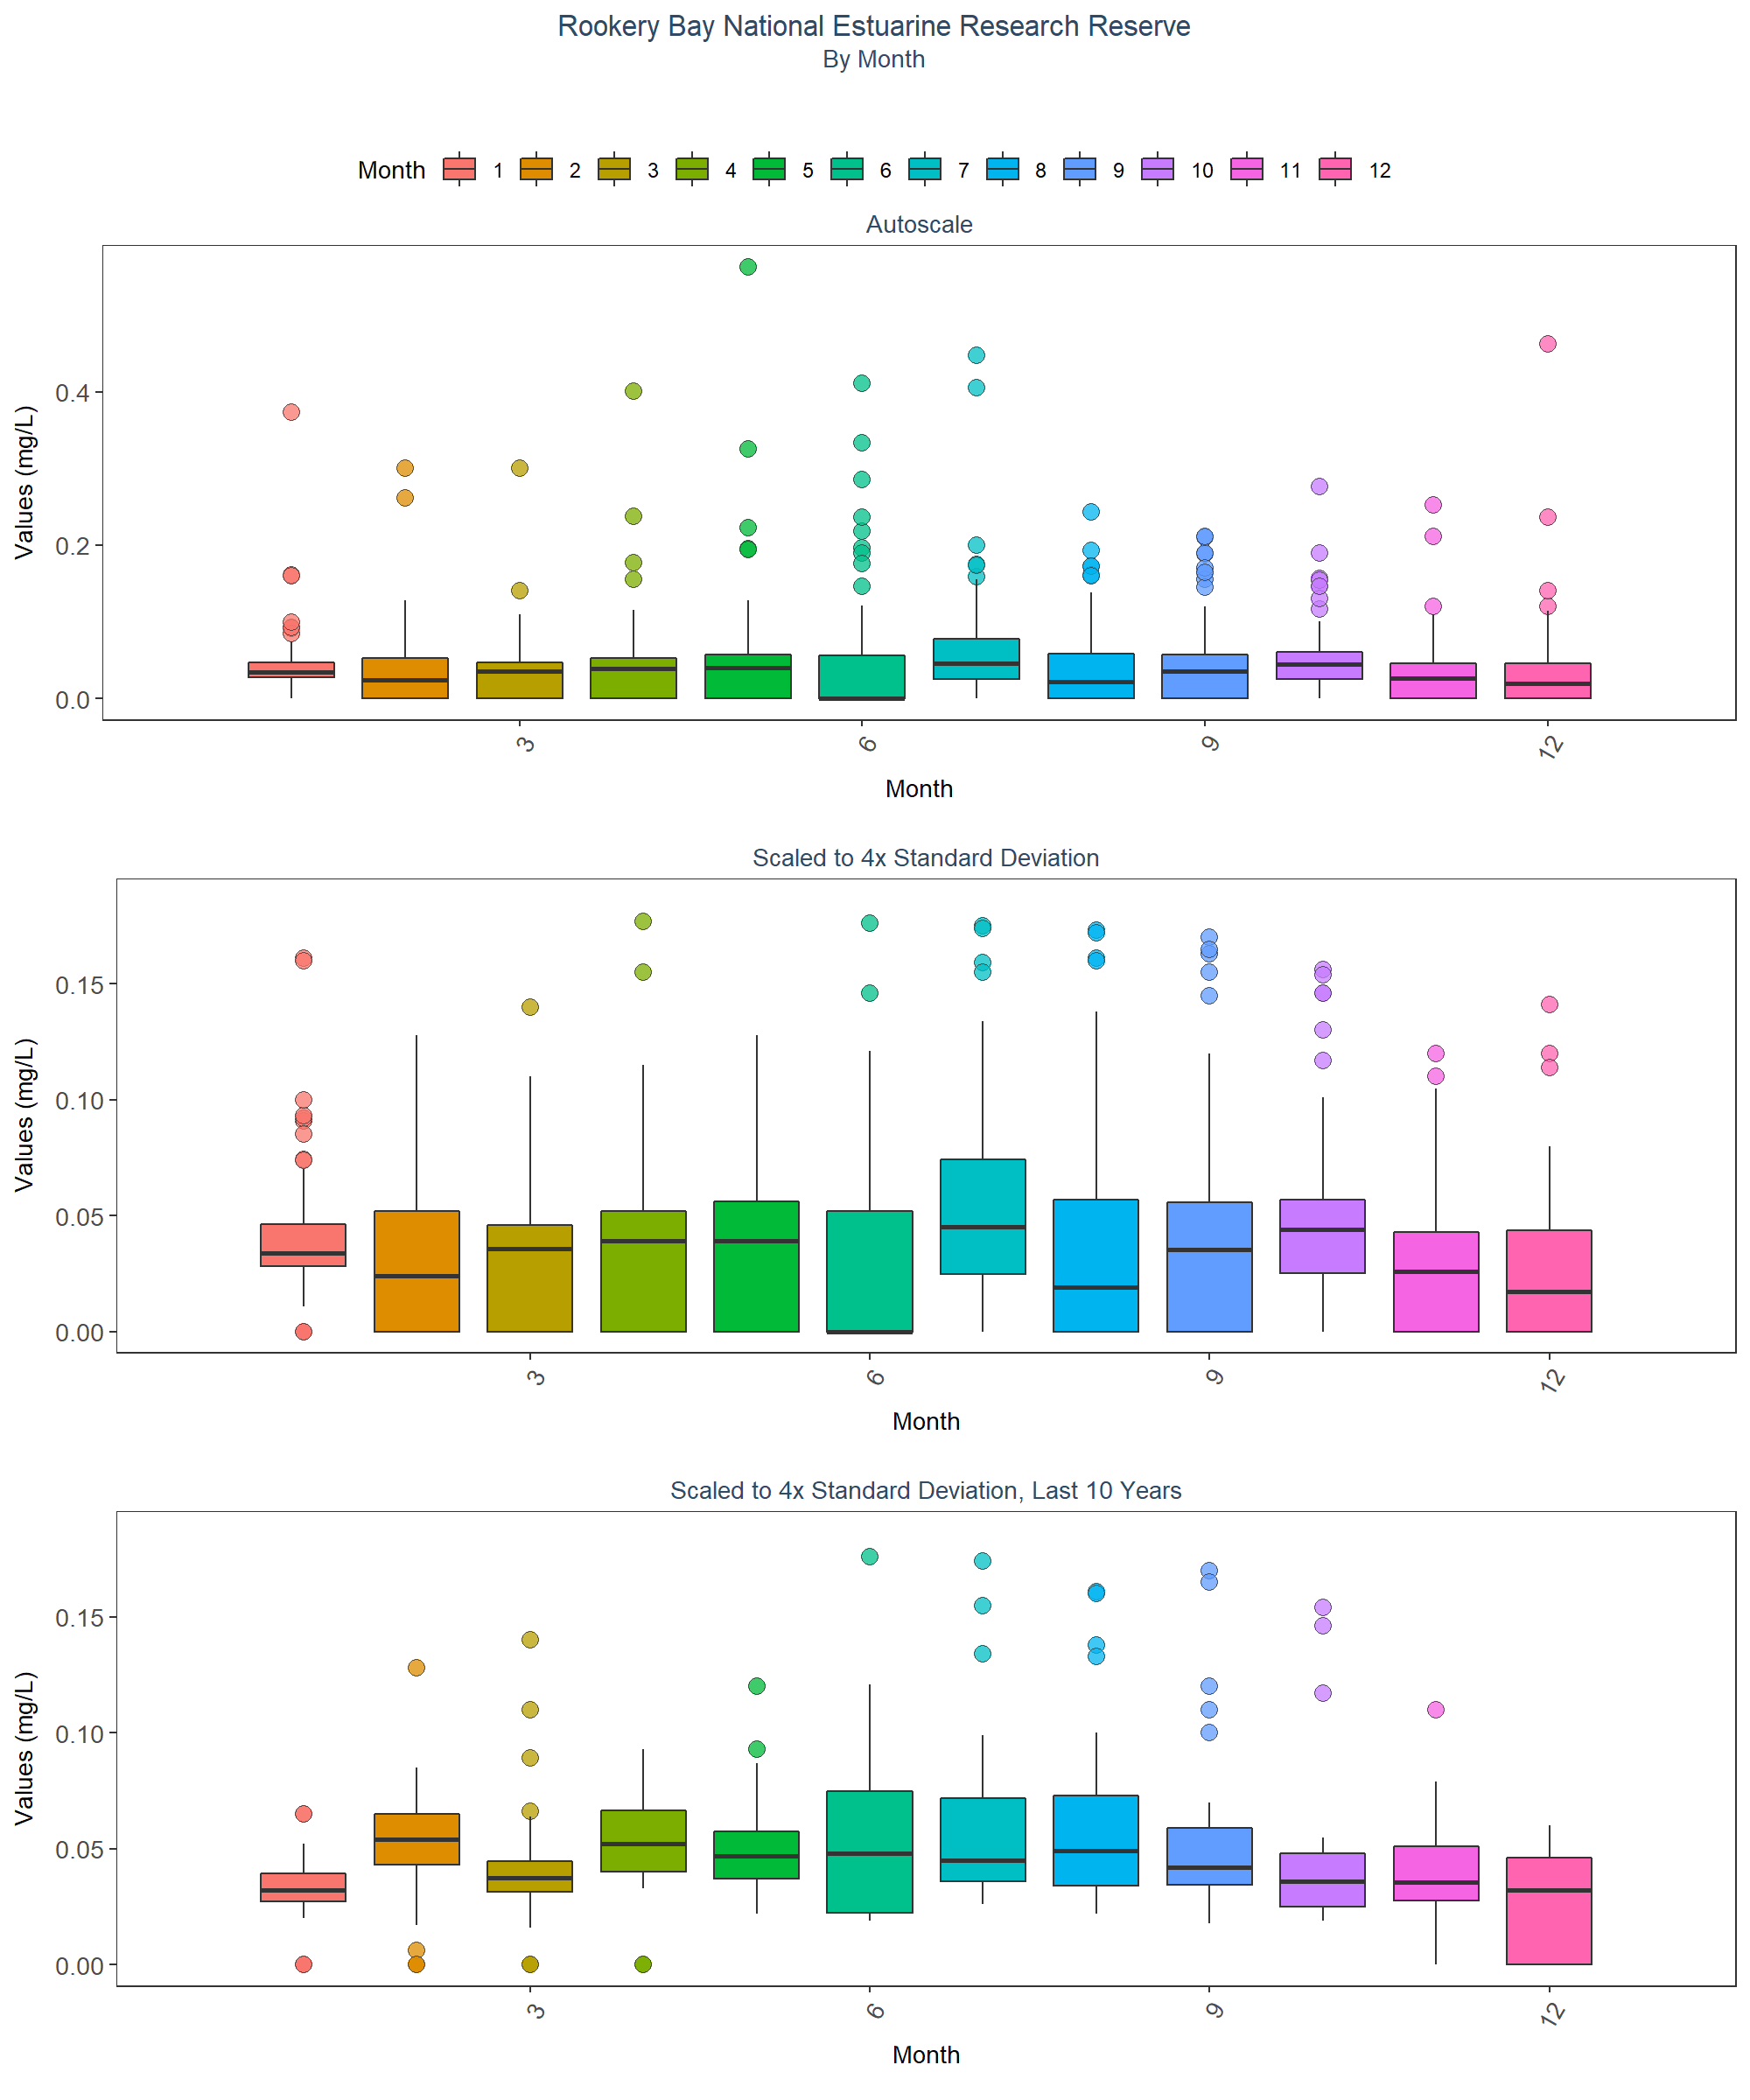 Rookery Bay National Estuarine Research Reserve
By Month
Month 1 2 3 4 5 6 7 8 9 10 11 12
Autoscale
Values (mg/L)
0.4
0.2
0.0
3 6 9 12
Month
Scaled to 4x Standard Deviation
Values (mg/L)
0.15
0.10
0.05
0.00
3 6 9 12
Month
Scaled to 4x Standard Deviation, Last 10 Years
Values (mg/L)
0.15
0.10
0.05
0.00
3 6 9 12
Month